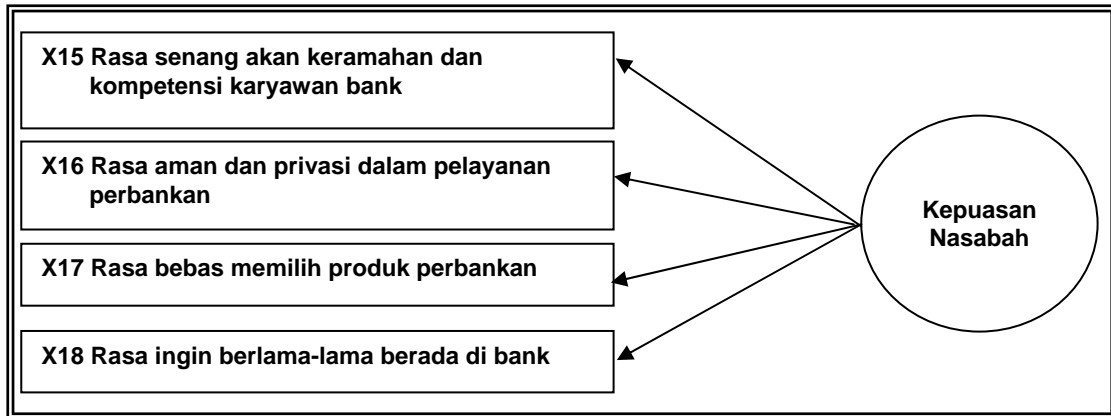 X15 Rasa senang akan keramahan dan
kompetensi karyawan bank
X16 Rasa aman dan privasi dalam pelayanan
perbankan
X17 Rasa bebas memilih produk perbankan
X18 Rasa ingin berlama-lama berada di bank
Kepuasan
Nasabah